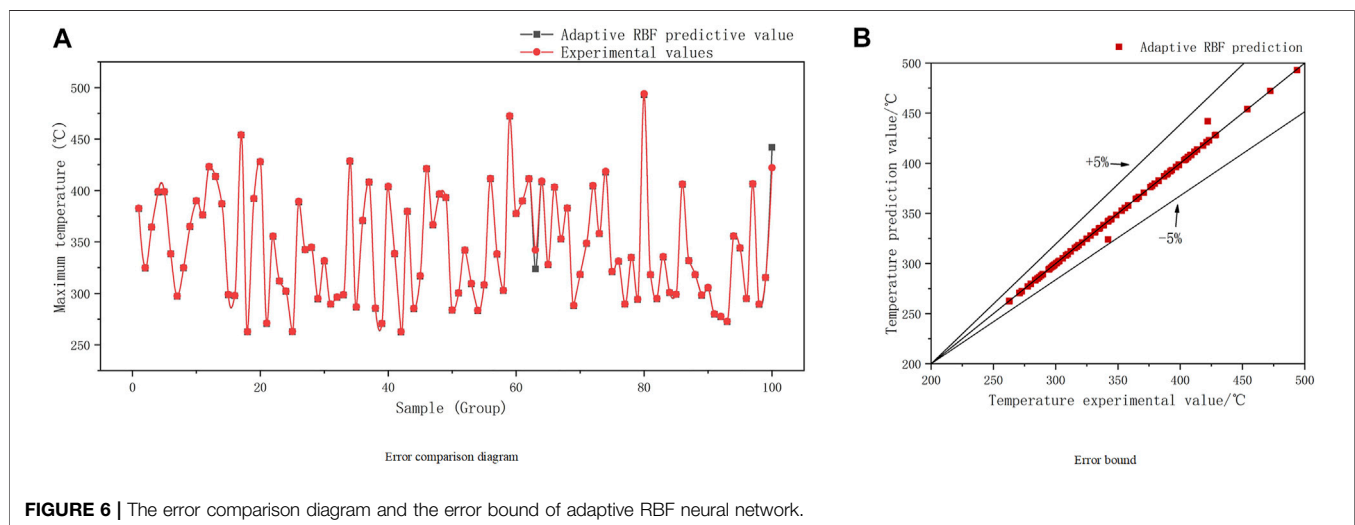 A
Adaptive RBF predictive value
Experimental values
Maximum temperature (℃)
500
450
400
350
300
250
0
20
40
60
80
100
Sample (Group)
Error comparison diagram
B
Adaptive RBF prediction
Temperature prediction value/℃
500
450
400
350
300
250
200
+5%
-5%
200
250
300
350
400
450
500
Temperature experimental value/℃
Error bound
FIGURE 6 | The error comparison diagram and the error bound of adaptive RBF neural network.